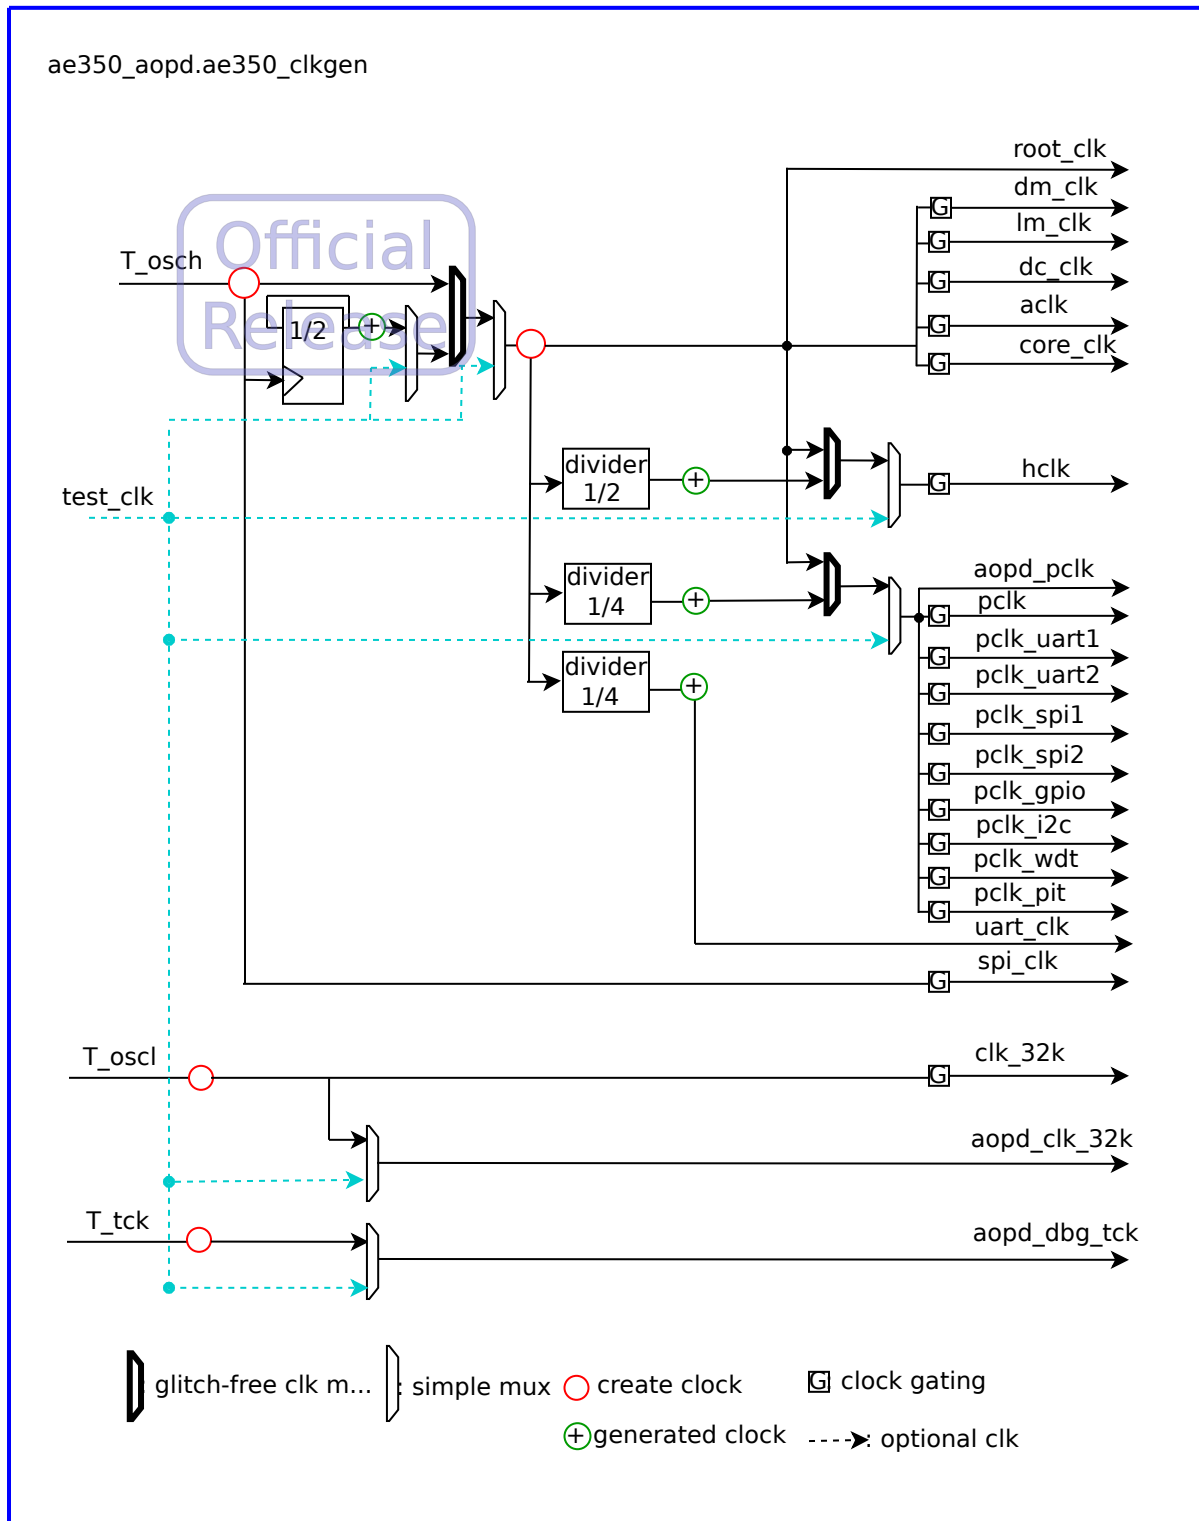 ae350_aopd.ae350_clkgen
root_clk
dm_clk
lm_clk
dc_clk
aclk
core_clk
Official
Release
T_osch
1/2
+
G
G
G
G
G
test_clk
divider
1/2
+
G
hclk
divider
1/4
+
divider
1/4
+
aopd_pclk
G
pclk
G
pclk_uart1
G
pclk_uart2
G
pclk_spi1
G
pclk_spi2
G
pclk_gpio
G
pclk_i2c
G
pclk_wdt
G
pclk_pit
uart_clk
G
spi_clk
T_oscl
G
clk_32k
aopd_clk_32k
T_tck
aopd_dbg_tck
: glitch-free clk m...
: simple mux
create clock
G: clock gating
+ generated clock
: optional clk